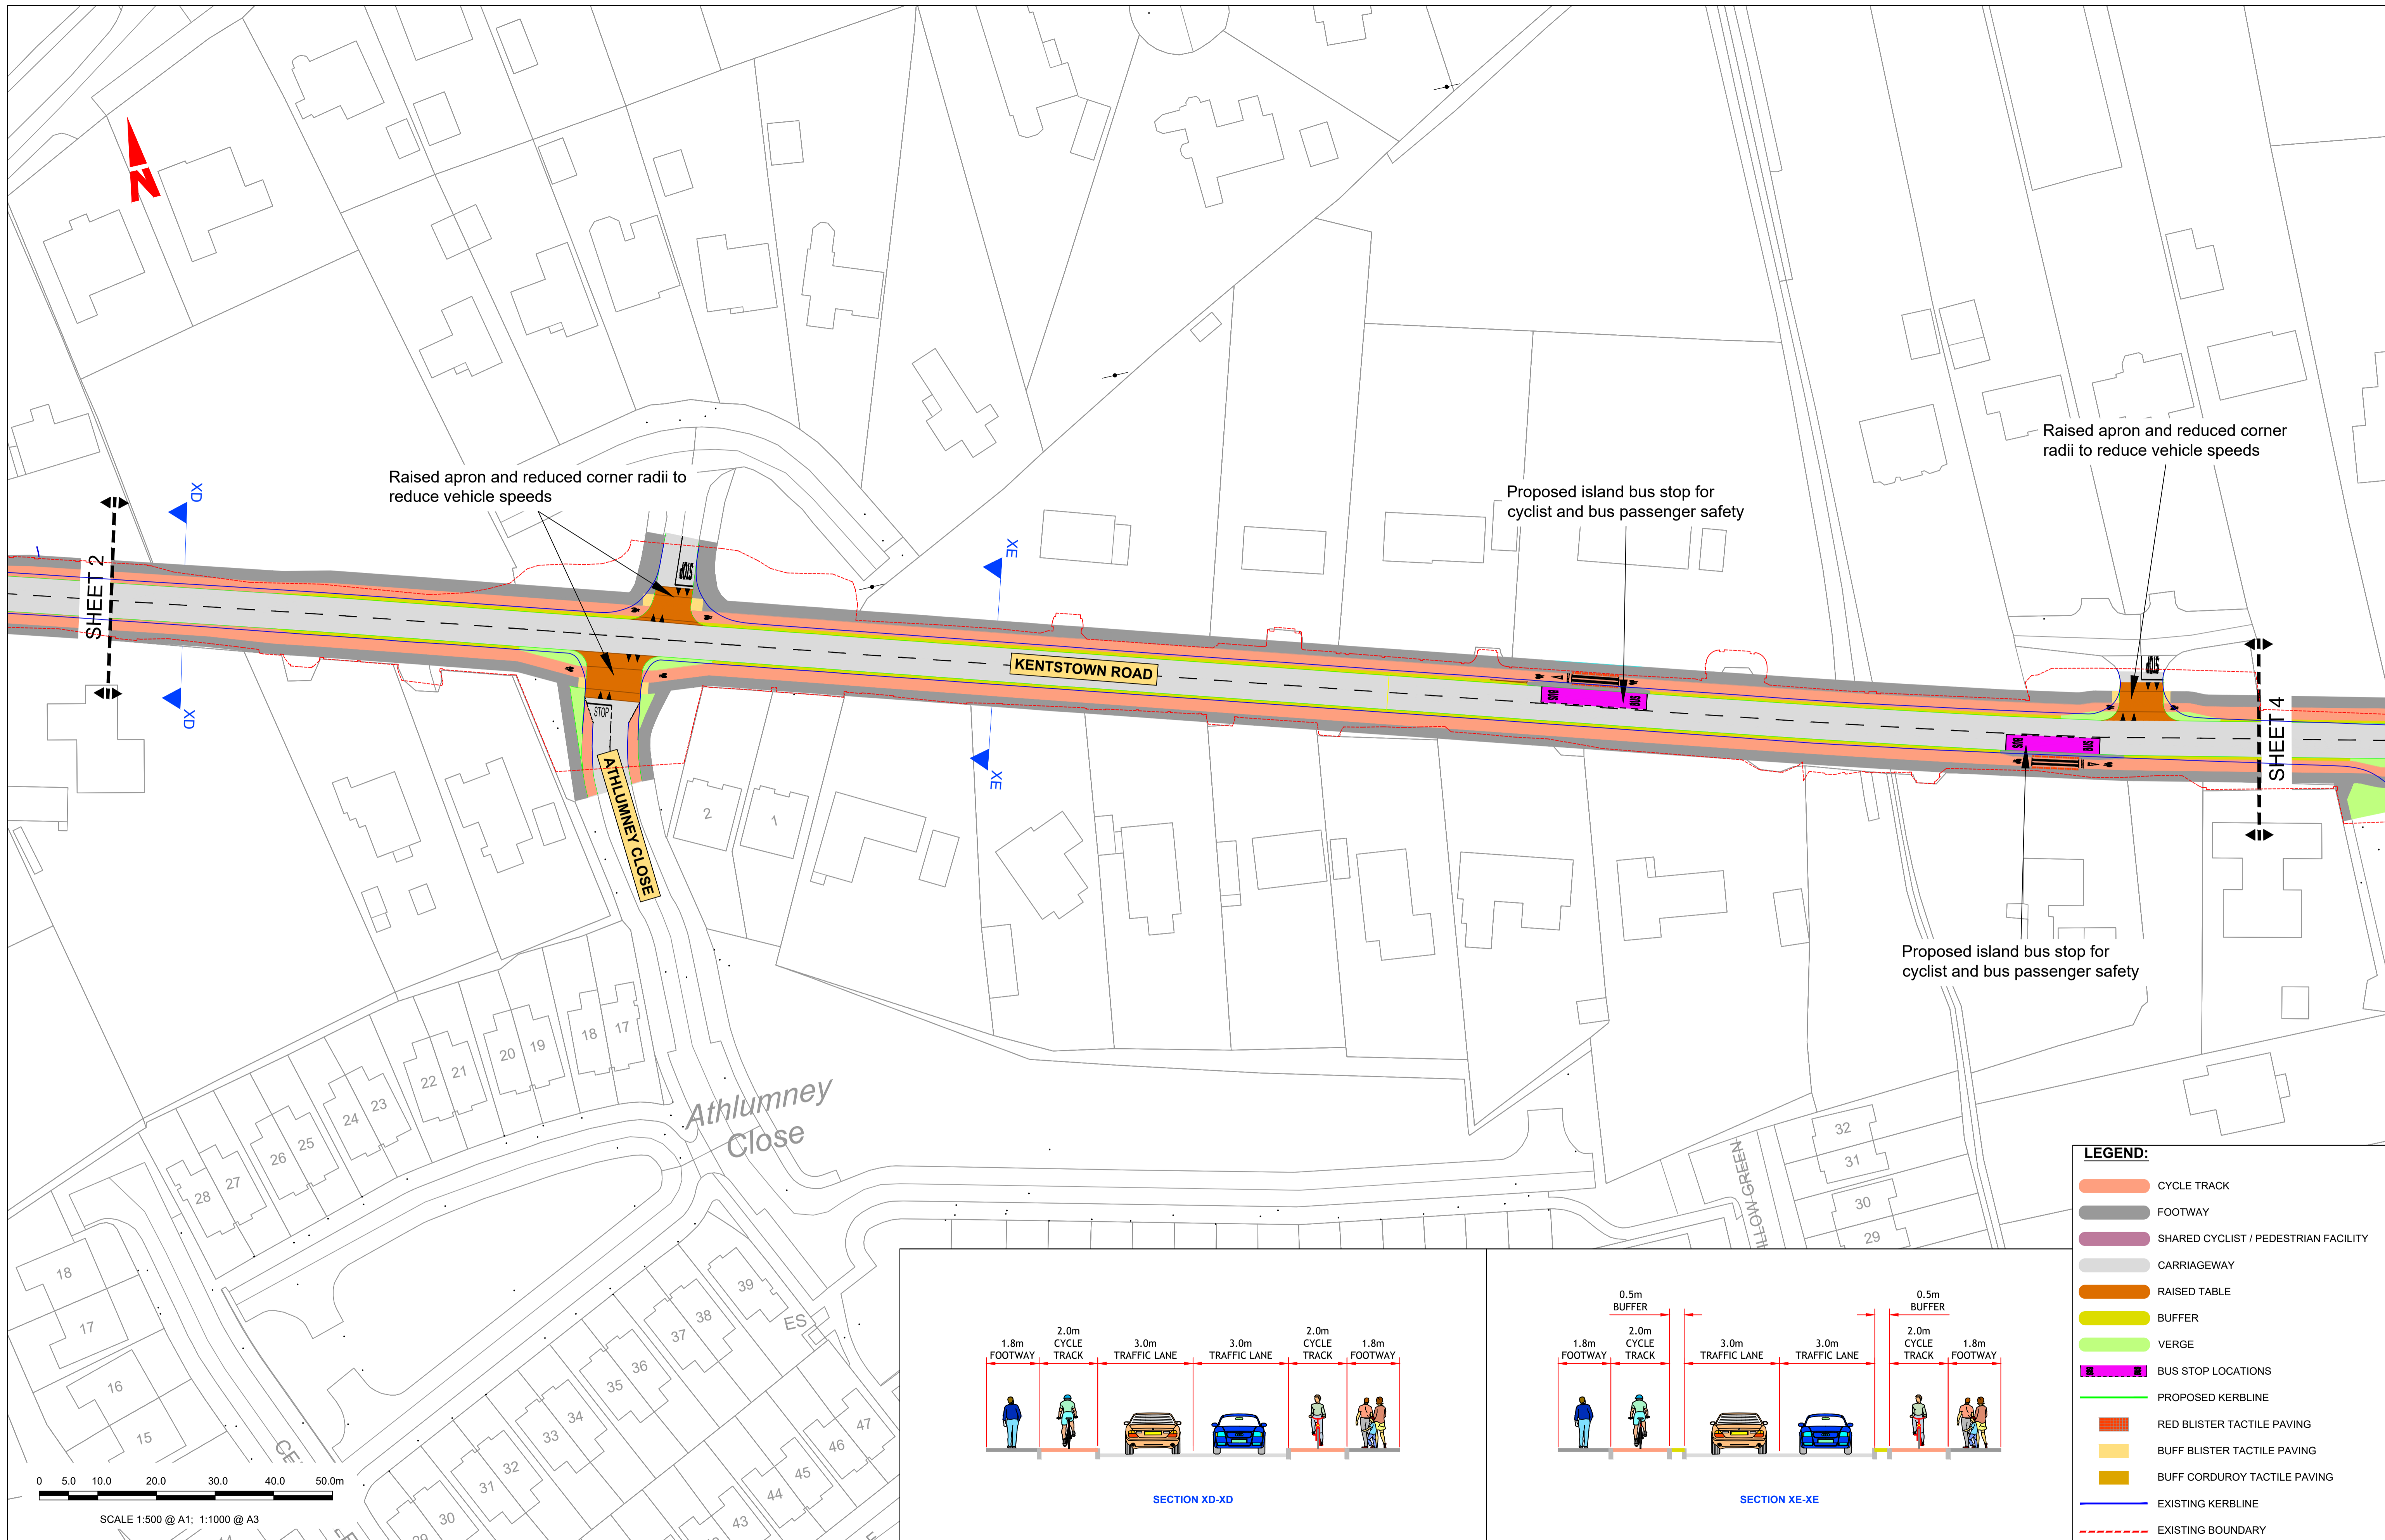 N
XD
XD
SHEET 2
Raised apron and reduced corner radii to
reduce vehicle speeds
STOP
STOP
KENTSTOWN ROAD
ATHLUMNEY CLOSE
XE
XE
Proposed island bus stop for
cyclist and bus passenger safety
BUS
BUS
Raised apron and reduced corner
radii to reduce vehicle speeds
STOP
BUS
BUS
SHEET 4
Proposed island bus stop for
cyclist and bus passenger safety
2
1
18
17
20
19
22
21
24
23
26
25
28
27
Athlumney
Close
18
17
16
15
39
38
37
36
35
34
33
32
31
30
29
ES
47
46
45
44
43
ILLOW GREEN
32
31
30
29
0 5.0 10.0 20.0 30.0 40.0 50.0m
SCALE 1:500 @ A1; 1:1000 @ A3
1.8m
FOOTWAY
2.0m
CYCLE
TRACK
3.0m
TRAFFIC LANE
3.0m
TRAFFIC LANE
2.0m
CYCLE
TRACK
1.8m
FOOTWAY
SECTION XD-XD
0.5m
BUFFER
0.5m
BUFFER
1.8m
FOOTWAY
2.0m
CYCLE
TRACK
3.0m
TRAFFIC LANE
3.0m
TRAFFIC LANE
2.0m
CYCLE
TRACK
1.8m
FOOTWAY
SECTION XE-XE
LEGEND:
CYCLE TRACK
FOOTWAY
SHARED CYCLIST / PEDESTRIAN FACILITY
CARRIAGEWAY
RAISED TABLE
BUFFER
VERGE
BUS STOP LOCATIONS
PROPOSED KERBLINE
RED BLISTER TACTILE PAVING
BUFF BLISTER TACTILE PAVING
BUFF CORDUROY TACTILE PAVING
EXISTING KERBLINE
EXISTING BOUNDARY